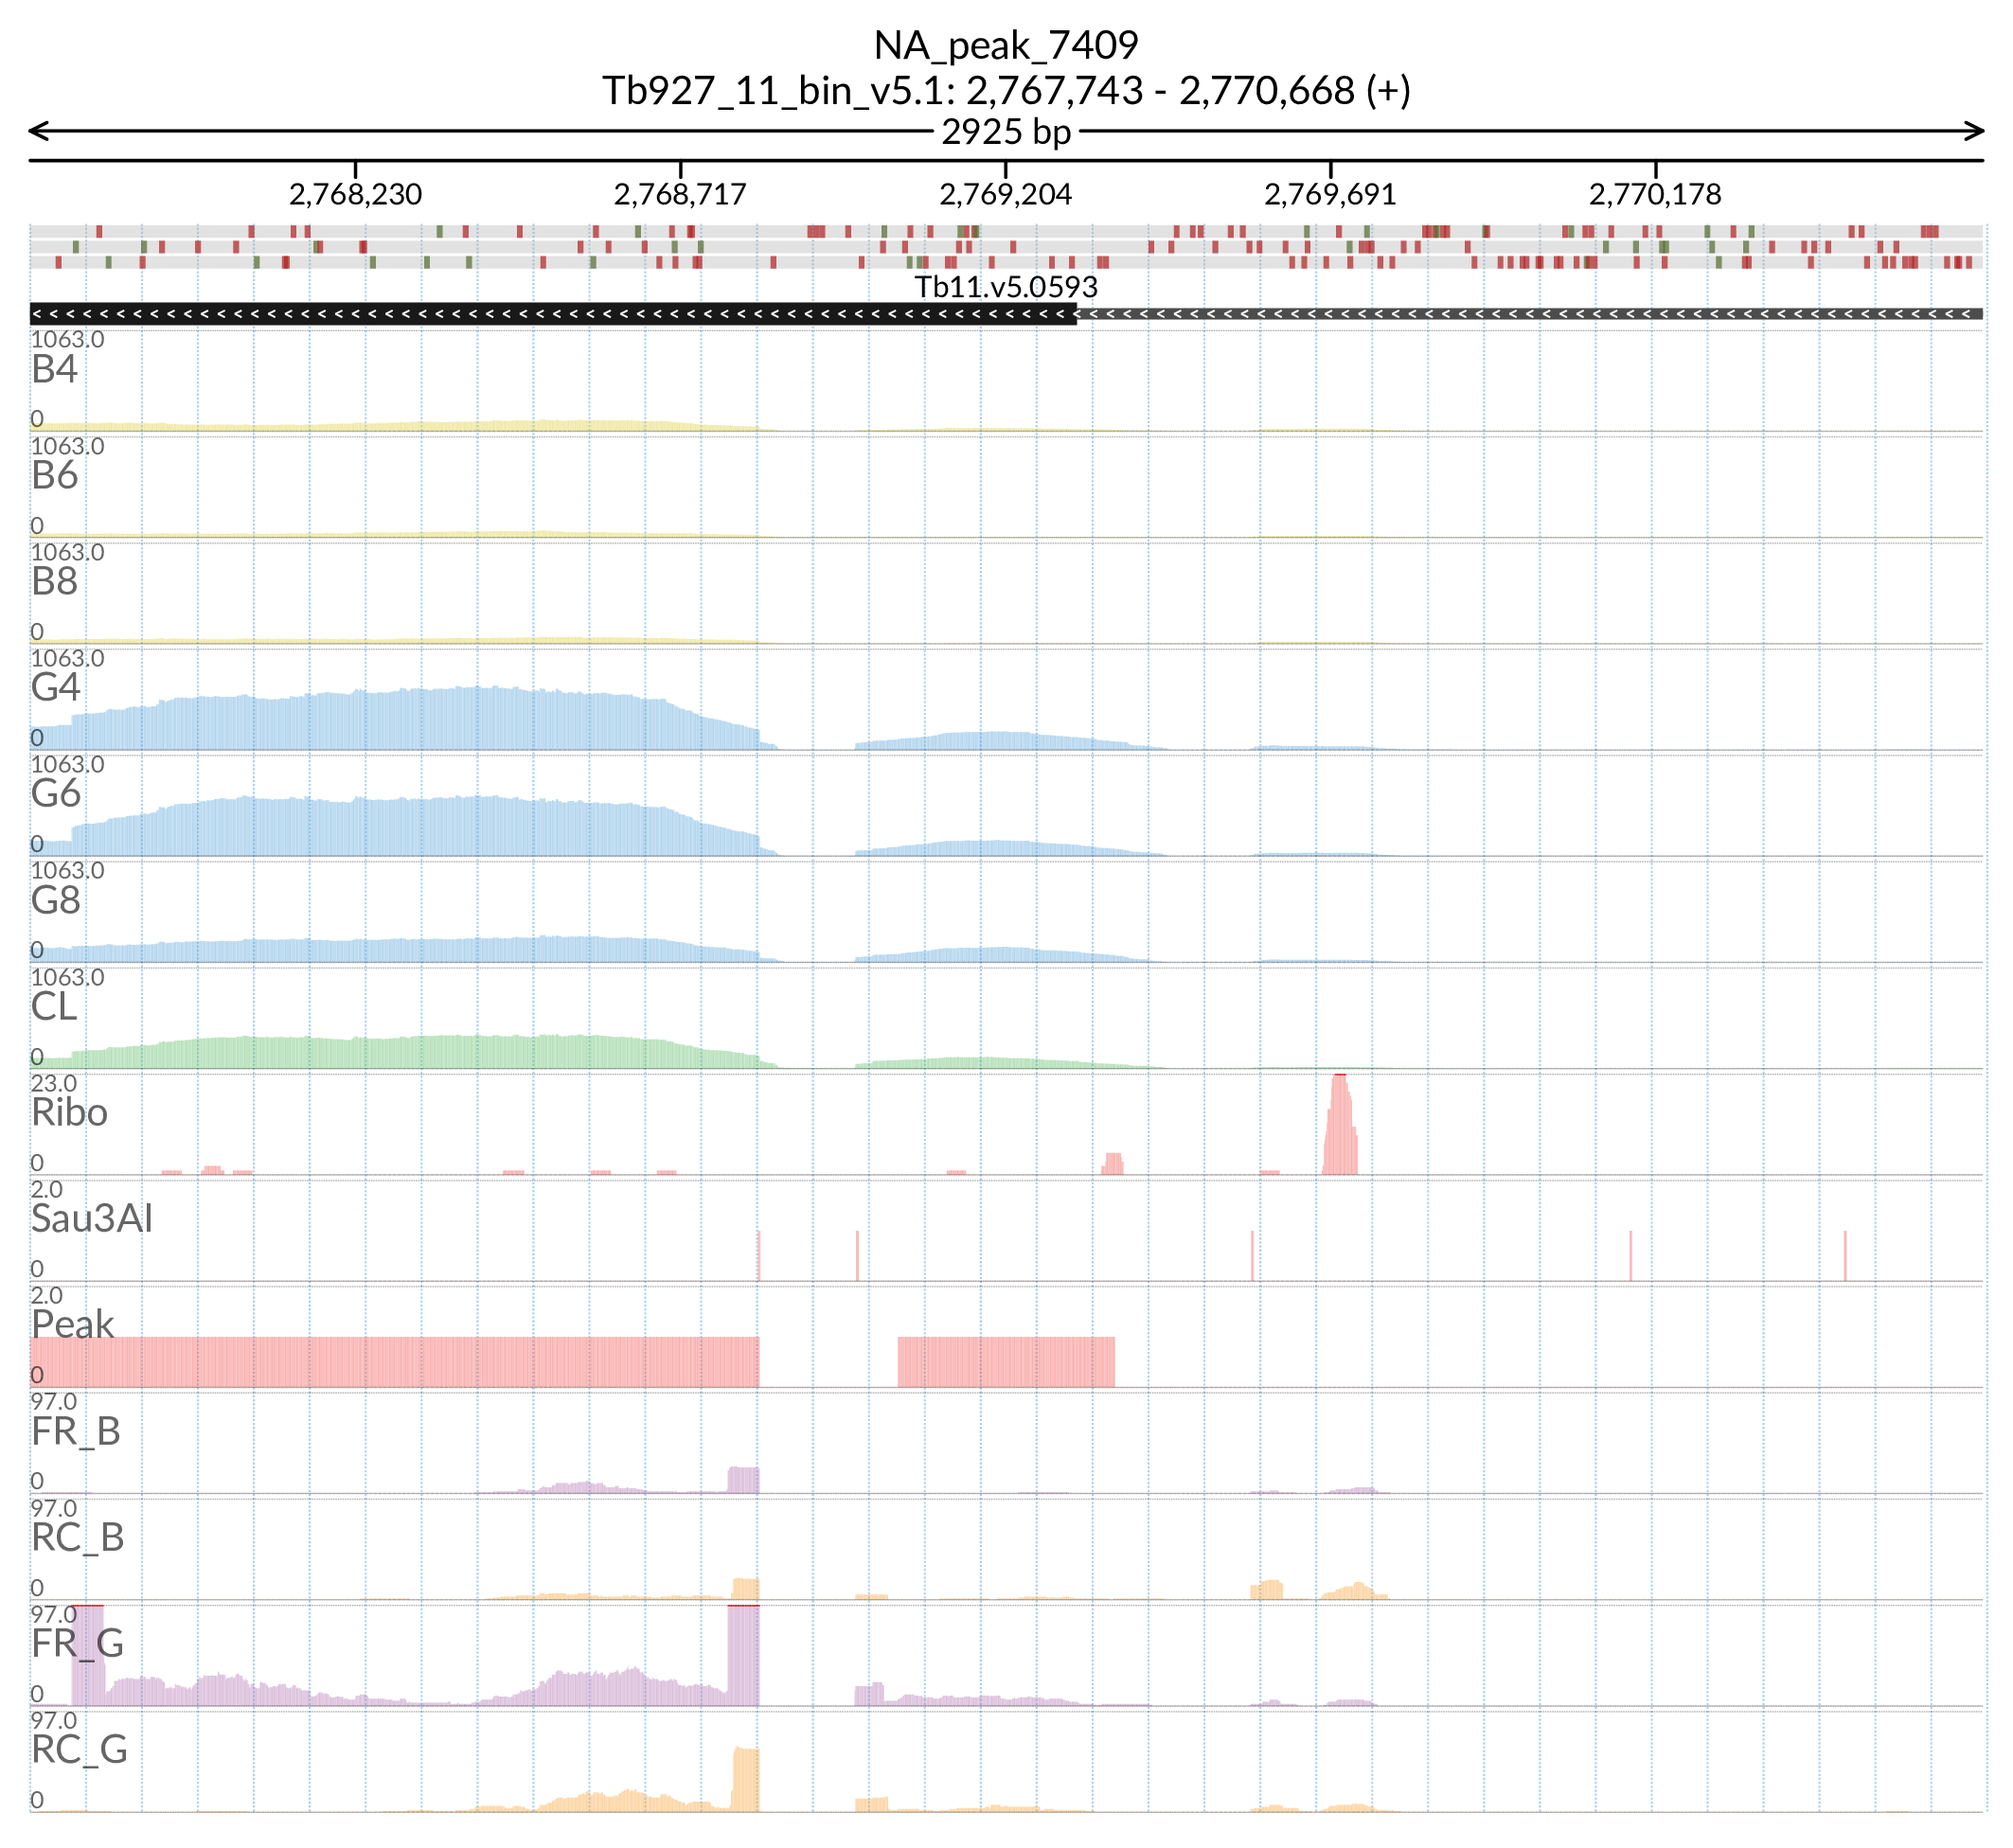 NA_peak_7409
Tb927_11_bin_v5.1: 2,767,743 - 2,770,668 (+)
2925 bp
2,768,230 2,768,717 2,769,204 2,769,691 2,770,178
Tb11.v5.0593
1063.0
B4
0
1063.0
B6
0
1063.0
B8
0
1063.0
G4
0
1063.0
G6
0
1063.0
G8
0
1063.0
CL
0
23.0
Ribo
0
2.0
Sau3AI
0
2.0
Peak
0
97.0
FR_B
0
97.0
RC_B
0
97.0
FR_G
0
97.0
RC_G
0